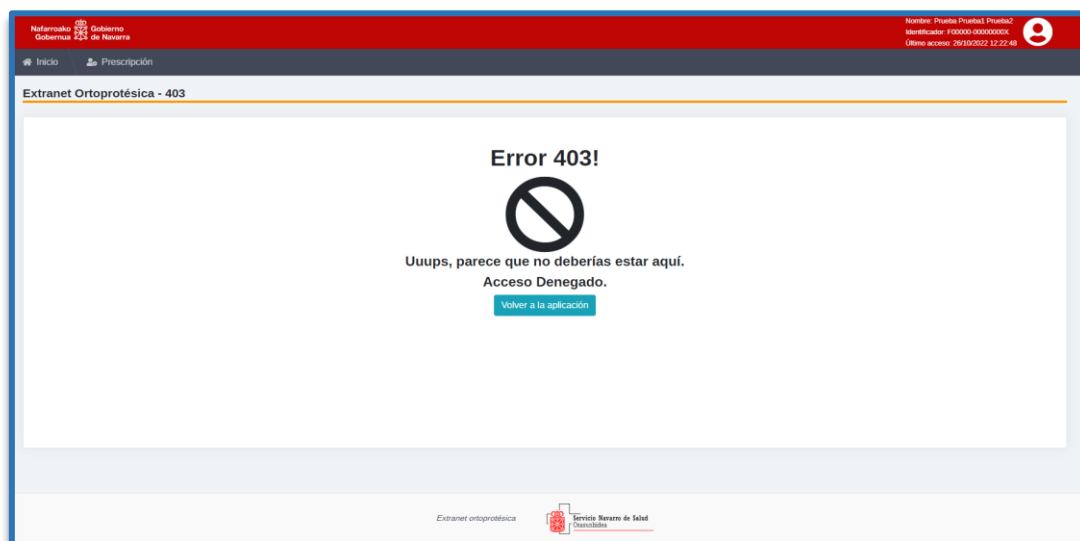 Nafarroako Gobernua
Gobierno de Navarra
Nombre: Prueba Prueba1 Prueba2
Identificador: F00000-00000000X
Último acceso: 26/10/2022 12:22:48
Inicio
Prescripción
Extranet Ortoprotésica - 403
Error 403!
Uuups, parece que no deberías estar aquí.
Acceso Denegado.
Volver a la aplicación
Extranet ortoprotésica
Servicio Navarro de Salud
Osasunbidea